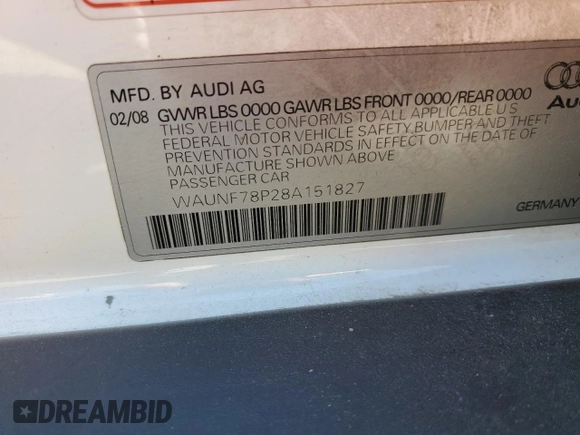 MFD. BY AUDI AG
02/08 GVWR LBS 0000 GAWR LBS FRONT 0000/REAR 0000
THIS VEHICLE CONFORMS TO ALL APPLICABLE U S
FEDERAL MOTOR VEHICLE SAFETY,BUMPER AND THEFT
PREVENTION STANDARDS IN EFFECT ON THE DATE OF
MANUFACTURE SHOWN ABOVE
PASSENGER CAR
WAUNF78P28A151827
GERMANY
DREAMBID